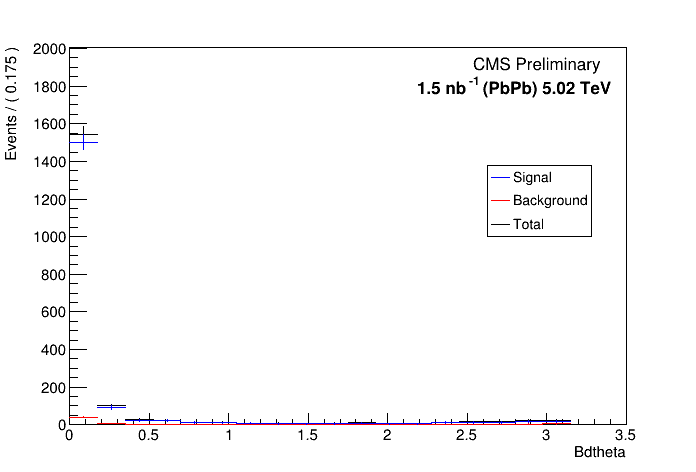 CMS Preliminary
1.5 nb-1 (PbPb) 5.02 TeV
Events / ( 0.175 )
2000
1800
1600
1400
1200
1000
800
600
400
200
0
Signal
Background
Total
0 0.5 1 1.5 2 2.5 3 3.5
Bdtheta